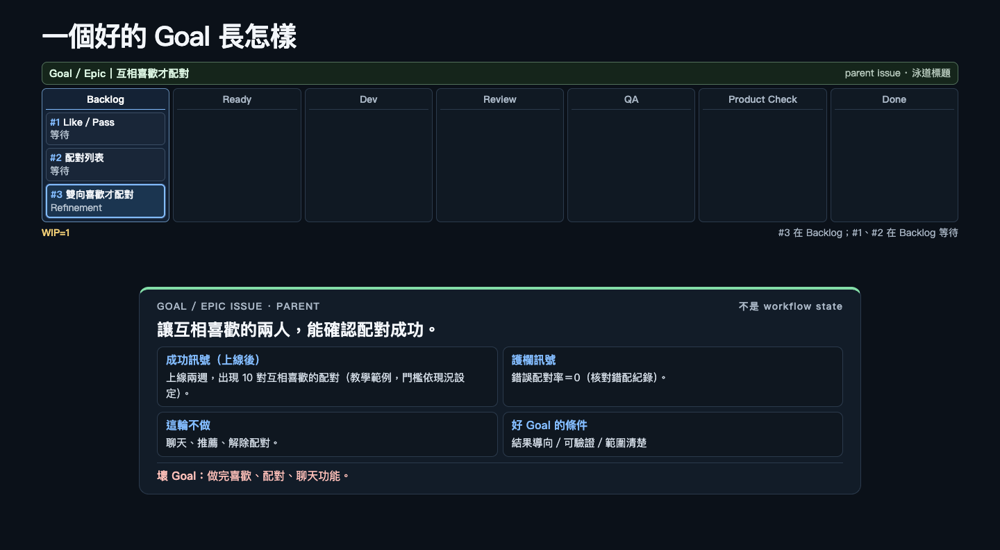 一個好的 Goal 長怎樣
Goal / Epic｜互相喜歡才配對
parent issue · 泳道標題
Backlog
Ready
Dev
Review
QA
Product Check
Done
#1 Like / Pass
等待
#2 配對列表
等待
#3 雙向喜歡才配對
Refinement
WIP=1
#3 在 Backlog；#1、#2 在 Backlog 等待
GOAL / EPIC ISSUE · PARENT
不是 workflow state
讓互相喜歡的兩人，能確認配對成功。
成功訊號（上線後）
上線兩週，出現 10 對互相喜歡的配對（教學範例，門檻依現況設
定）。
護欄訊號
錯誤配對率＝0（核對錯配紀錄）。
這輪不做
聊天、推薦、解除配對。
好 Goal 的條件
結果導向 / 可驗證 / 範圍清楚
壞 Goal：做完喜歡、配對、聊天功能。